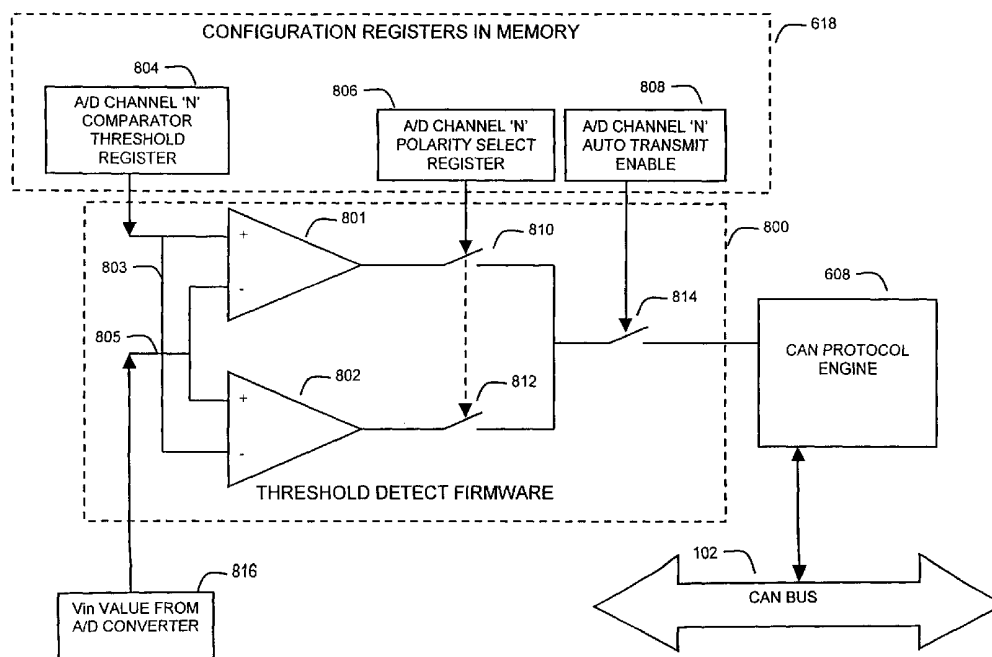 CONFIGURATION REGISTERS IN MEMORY
618
804
806
808
A/D CHANNEL 'N'
COMPARATOR
THRESHOLD
REGISTER
A/D CHANNEL 'N'
POLARITY SELECT
REGISTER
A/D CHANNEL 'N'
AUTO TRANSMIT
ENABLE
801
810
800
+
803
-
814
608
805
802
812
CAN PROTOCOL
ENGINE
+
-
THRESHOLD DETECT FIRMWARE
816
102
Vin VALUE FROM
A/D CONVERTER
CAN BUS